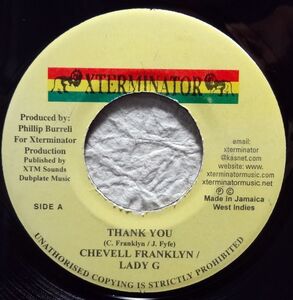 XTERMINATOR
Produced by:
Phillip Burrell
For Xterminator
Production
Published by
XTM Sounds
Dubplate Music
SIDE A
email:
xterminator
@kasnet.com
website: www.
xterminatormusic
xterminator.net
℗ ©
Made in Jamaica
West Indies
THANK YOU
(C. Franklyn / J. Fyfe)
CHEVELL FRANKLYN /
LADY G
UNAUTHORISED COPYING IS STRICTLY PROHIBITED